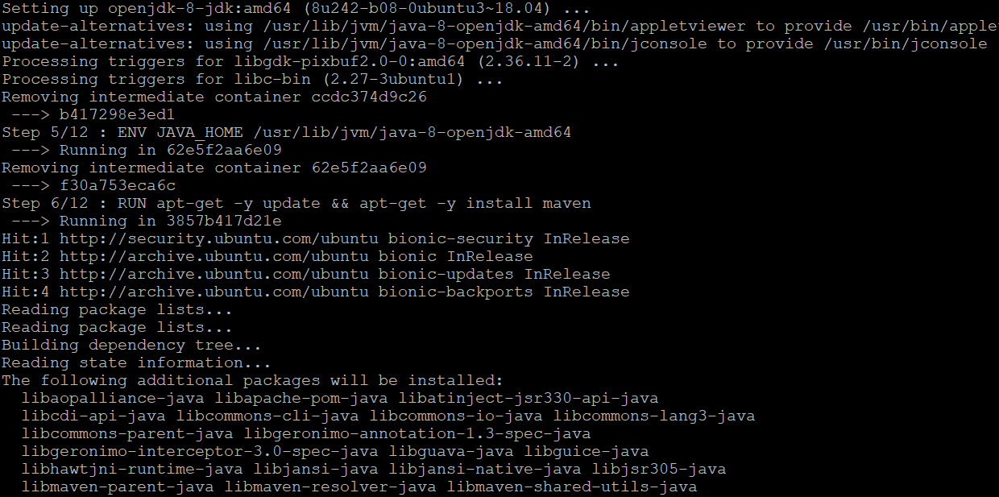 Setting up openjdk-8-jdk:amd64 (8u242-b08-0ubuntu3~18.04) ...
update-alternatives: using /usr/lib/jvm/java-8-openjdk-amd64/bin/appletviewer to provide /usr/bin/applet
update-alternatives: using /usr/lib/jvm/java-8-openjdk-amd64/bin/jconsole to provide /usr/bin/jconsole
Processing triggers for libgdk-pixbuf2.0-0:amd64 (2.36.11-2) ...
Processing triggers for libc-bin (2.27-3ubuntu1) ...
Removing intermediate container ccdc374d9c26
 ---> b417298e3ed1
Step 5/12 : ENV JAVA_HOME /usr/lib/jvm/java-8-openjdk-amd64
 ---> Running in 62e5f2aa6e09
Removing intermediate container 62e5f2aa6e09
 ---> f30a753eca6c
Step 6/12 : RUN apt-get -y update && apt-get -y install maven
 ---> Running in 3857b417d21e
Hit:1 http://security.ubuntu.com/ubuntu bionic-security InRelease
Hit:2 http://archive.ubuntu.com/ubuntu bionic InRelease
Hit:3 http://archive.ubuntu.com/ubuntu bionic-updates InRelease
Hit:4 http://archive.ubuntu.com/ubuntu bionic-backports InRelease
Reading package lists...
Reading package lists...
Building dependency tree...
Reading state information...
The following additional packages will be installed:
  libaopalliance-java libapache-pom-java libatinject-jsr330-api-java
  libcdi-api-java libcommons-cli-java libcommons-io-java libcommons-lang3-java
  libcommons-parent-java libgeronimo-annotation-1.3-spec-java
  libgeronimo-interceptor-3.0-spec-java libguava-java libguice-java
  libhawtjni-runtime-java libjansi-java libjansi-native-java libjsr305-java
  libmaven-parent-java libmaven-resolver-java libmaven-shared-utils-java